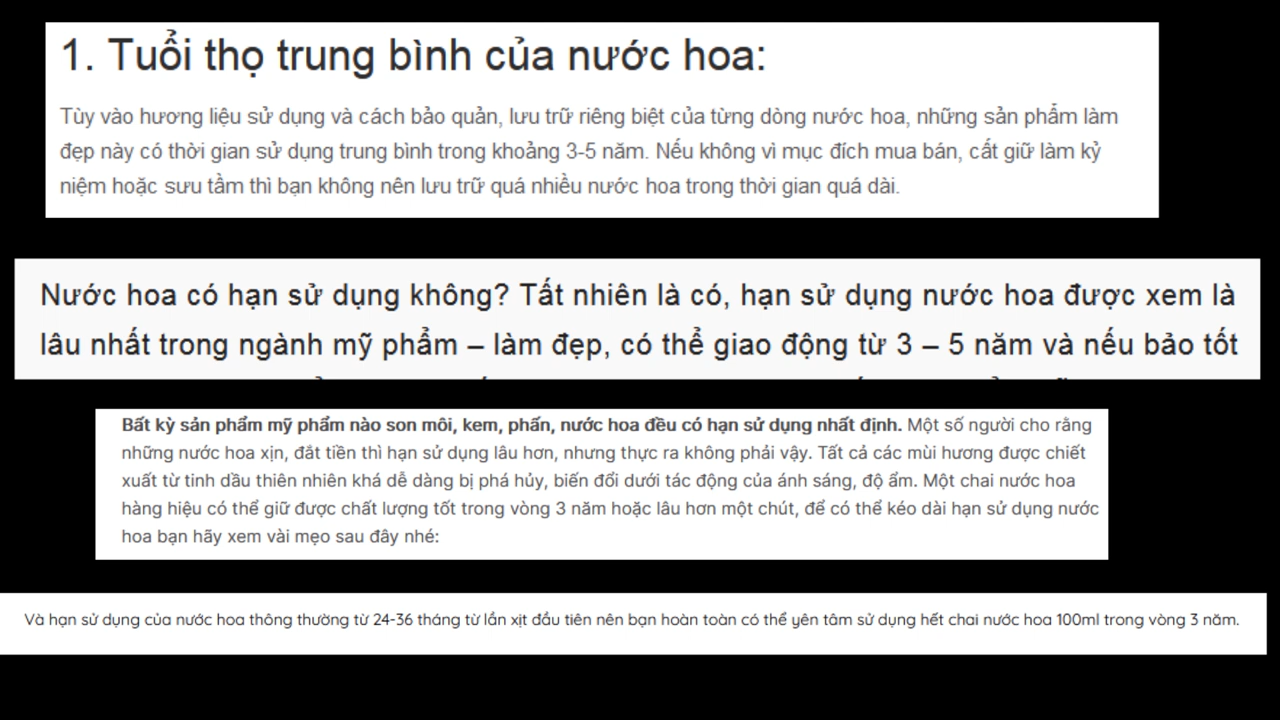 1. Tuổi thọ trung bình của nước hoa:
Tùy vào hương liệu sử dụng và cách bảo quản, lưu trữ riêng biệt của từng dòng nước hoa, những sản phẩm làm
đẹp này có thời gian sử dụng trung bình trong khoảng 3-5 năm. Nếu không vì mục đích mua bán, cất giữ làm kỷ
niệm hoặc sưu tầm thì bạn không nên lưu trữ quá nhiều nước hoa trong thời gian quá dài.
Nước hoa có hạn sử dụng không? Tất nhiên là có, hạn sử dụng nước hoa được xem là
lâu nhất trong ngành mỹ phẩm – làm đẹp, có thể giao động từ 3 – 5 năm và nếu bảo tốt
Bất kỳ sản phẩm mỹ phẩm nào son môi, kem, phấn, nước hoa đều có hạn sử dụng nhất định. Một số người cho rằng
những nước hoa xịn, đắt tiền thì hạn sử dụng lâu hơn, nhưng thực ra không phải vậy. Tất cả các mùi hương được chiết
xuất từ tinh dầu thiên nhiên khá dễ dàng bị phá hủy, biến đổi dưới tác động của ánh sáng, độ ẩm. Một chai nước hoa
hàng hiệu có thể giữ được chất lượng tốt trong vòng 3 năm hoặc lâu hơn một chút, để có thể kéo dài hạn sử dụng nước
hoa bạn hãy xem vài mẹo sau đây nhé:
Và hạn sử dụng của nước hoa thông thường từ 24-36 tháng từ lần xịt đầu tiên nên bạn hoàn toàn có thể yên tâm sử dụng hết chai nước hoa 100ml trong vòng 3 năm.